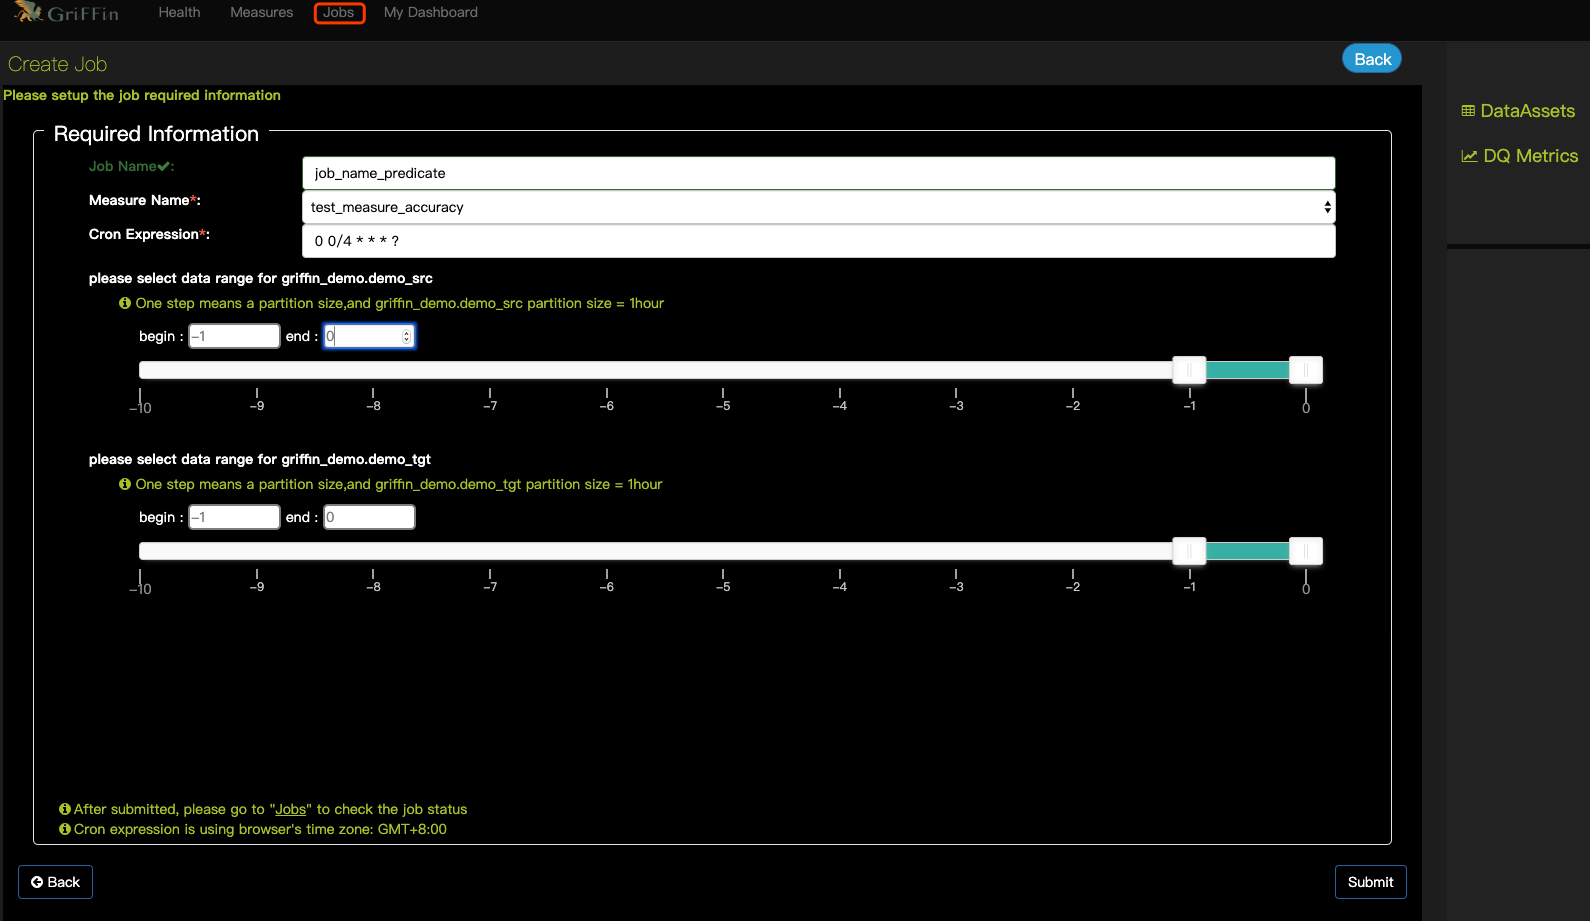 GriFFin Health Measures Jobs My Dashboard
Create Job Back
Please setup the job required information
DataAssets
DQ Metrics
Required Information
Job Name: job_name_predicate
Measure Name*: test_measure_accuracy
Cron Expression*: 0 0/4 * * * ?
please select data range for griffin_demo.demo_src
One step means a partition size,and griffin_demo.demo_src partition size = 1hour
begin : -1 end : 0
-10 -9 -8 -7 -6 -5 -4 -3 -2 -1 0
please select data range for griffin_demo.demo_tgt
One step means a partition size,and griffin_demo.demo_tgt partition size = 1hour
begin : -1 end : 0
-10 -9 -8 -7 -6 -5 -4 -3 -2 -1 0
After submitted, please go to "Jobs" to check the job status
Cron expression is using browser's time zone: GMT+8:00
Back Submit